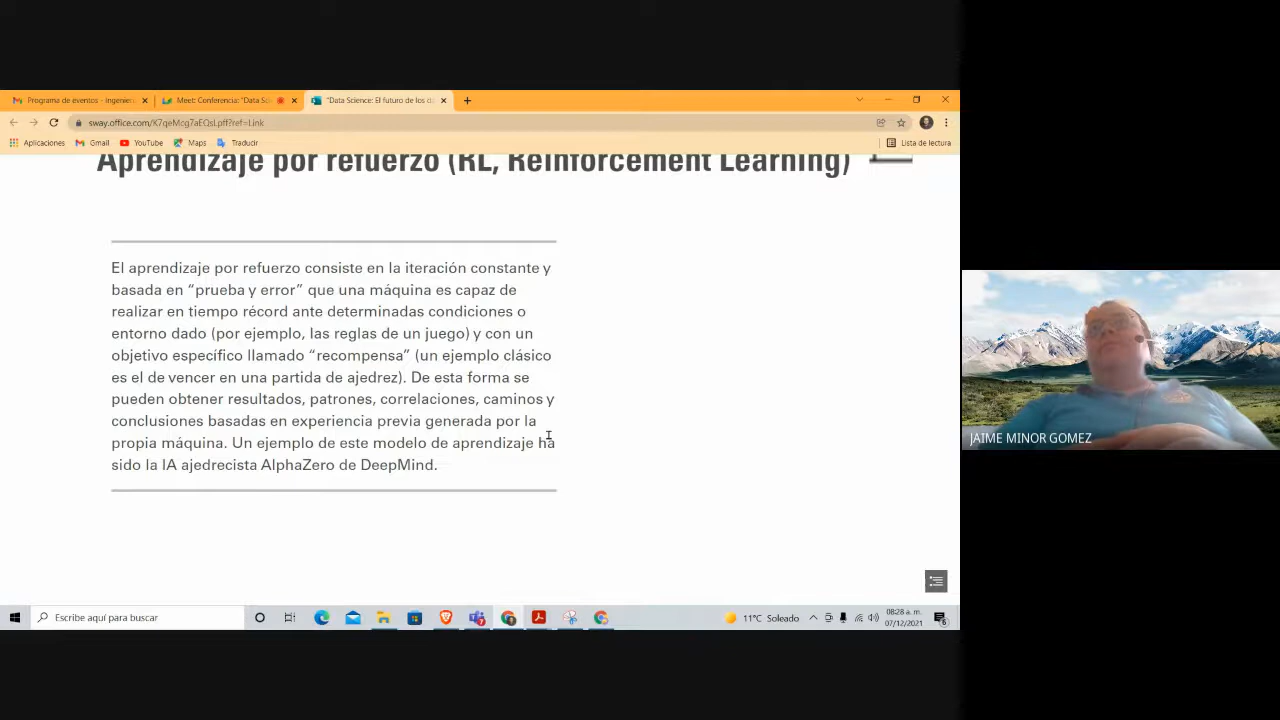 Programa de eventos - Ingenier
Meet: Conferencia: "Data Sci
"Data Science: El futuro de los da
sway.office.com/K7qeMcg7aEQsLpff?ref=Link
Aplicaciones
Gmail
YouTube
Maps
Traducir
Lista de lectura
Aprendizaje por refuerzo (RL, Reinforcement Learning)
El aprendizaje por refuerzo consiste en la iteración constante y
basada en “prueba y error” que una máquina es capaz de
realizar en tiempo récord ante determinadas condiciones o
entorno dado (por ejemplo, las reglas de un juego) y con un
objetivo específico llamado “recompensa” (un ejemplo clásico
es el de vencer en una partida de ajedrez). De esta forma se
pueden obtener resultados, patrones, correlaciones, caminos y
conclusiones basadas en experiencia previa generada por la
propia máquina. Un ejemplo de este modelo de aprendizaje ha
sido la IA ajedrecista AlphaZero de DeepMind.
JAIME MINOR GOMEZ
Escribe aquí para buscar
11°C Soleado
08:28 a. m.
07/12/2021